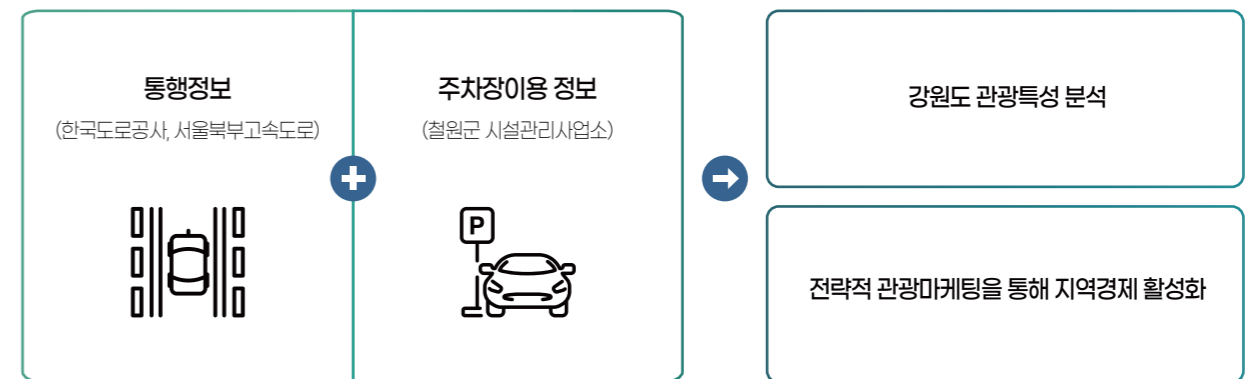 통행정보
(한국도로공사, 서울북부고속도로)
주차장이용 정보
(철원군 시설관리사업소)
P
강원도 관광특성 분석
전략적 관광마케팅을 통해 지역경제 활성화